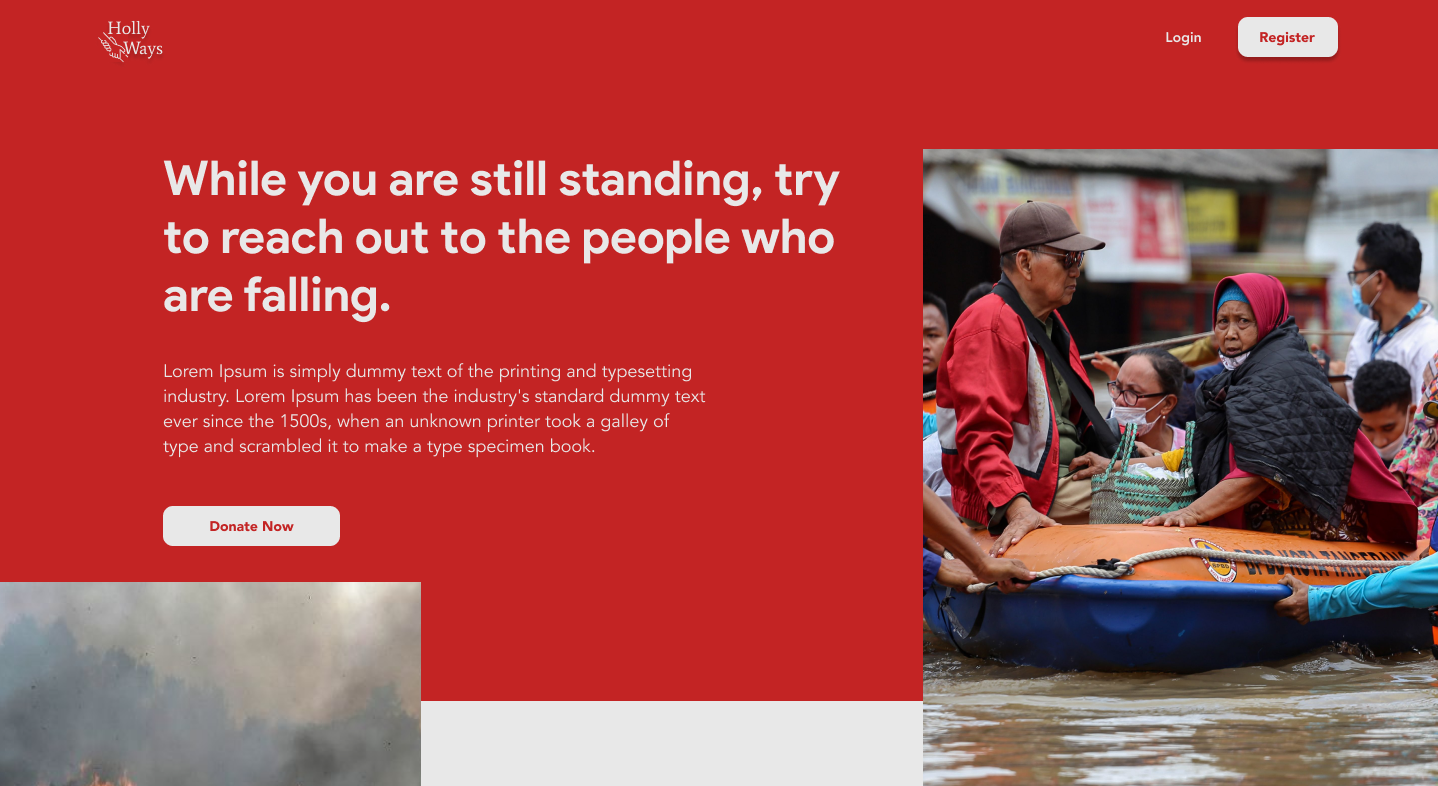 Holly
Ways
Login
Register
While you are still standing, try
to reach out to the people who
are falling.
Lorem Ipsum is simply dummy text of the printing and typesetting
industry. Lorem Ipsum has been the industry's standard dummy text
ever since the 1500s, when an unknown printer took a galley of
type and scrambled it to make a type specimen book.
Donate Now
BPBD KOTA TANGERANG